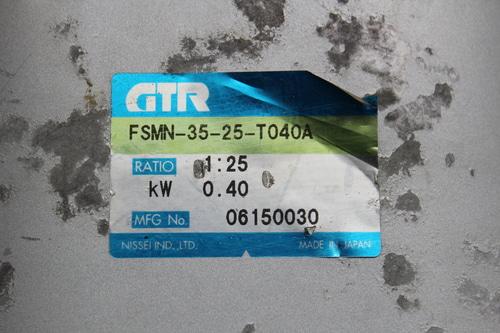 GTR
FSMN-35-25-T040A
RATIO 1:25
kW 0.40
MFG No. 06150030
NISSEI IND.,LTD. MADE IN JAPAN